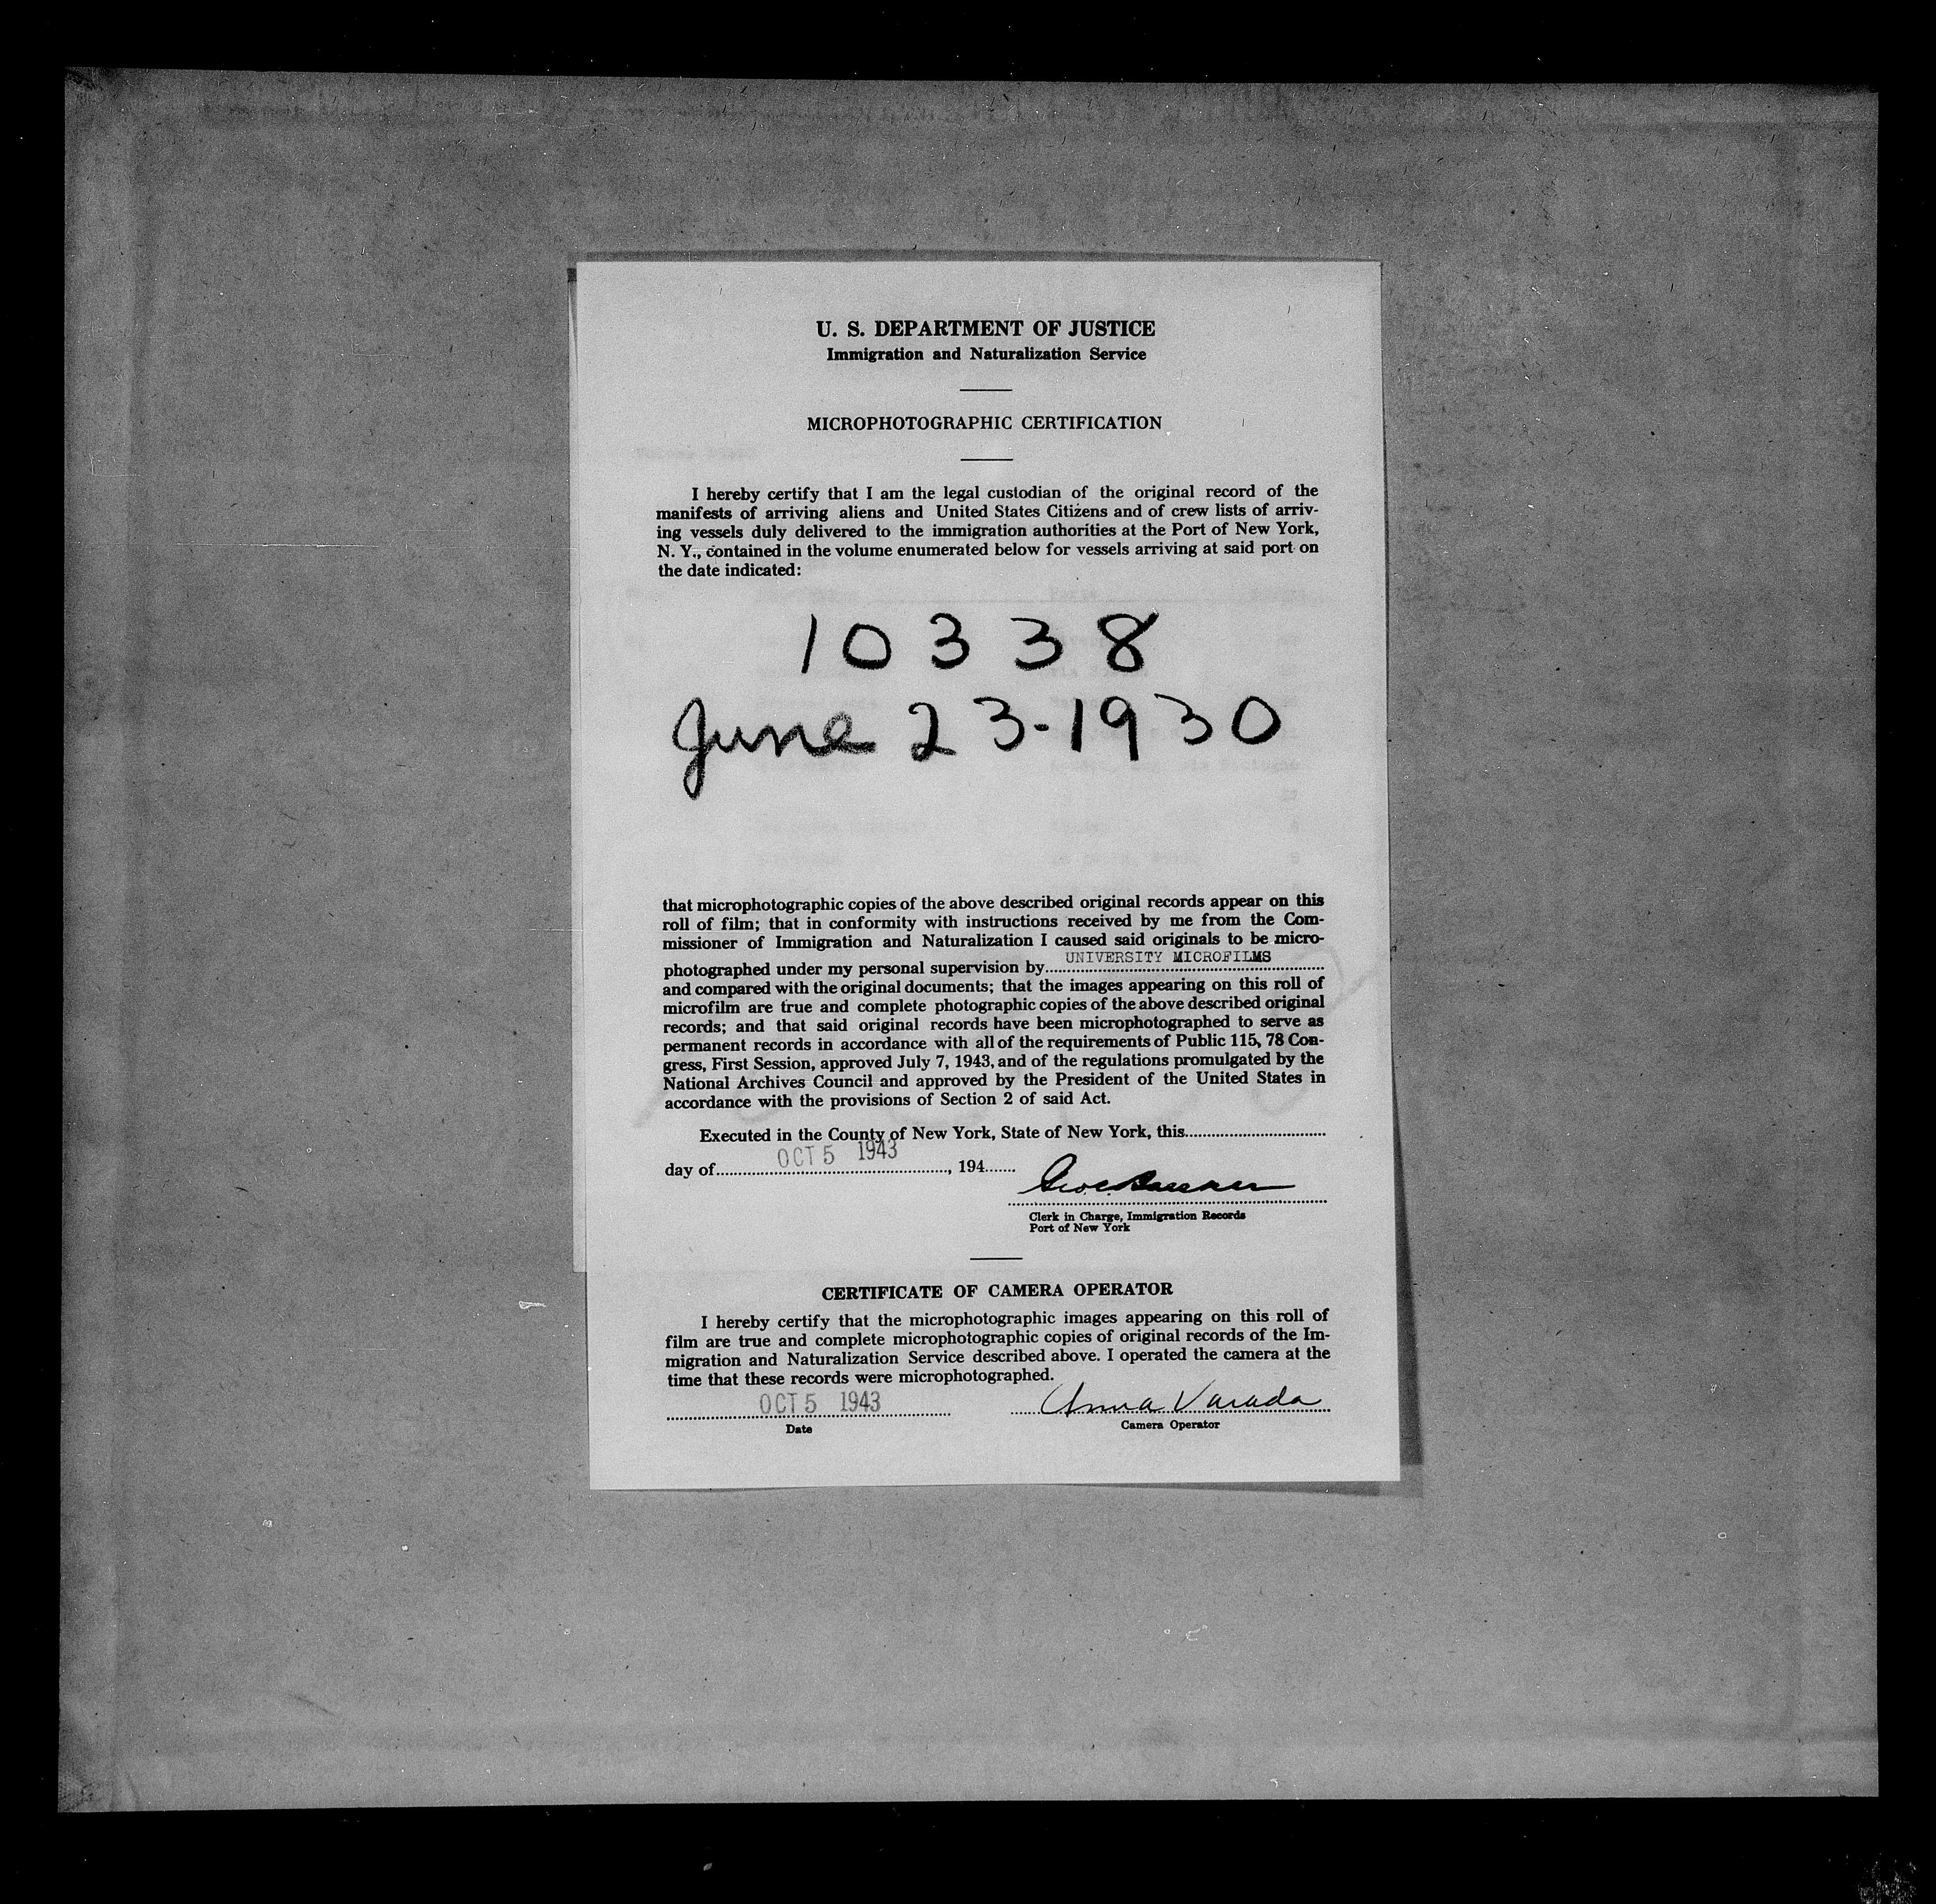 U. S. DEPARTMENT OF JUSTICE
Immigration and Naturalization Service
MICROPHOTOGRAPHIC CERTIFICATION
I hereby certify that I am the legal custodian of the original record of the
manifests of arriving aliens and United States Citizens and of crew lists of arriv-
ing vessels duly delivered to the immigration authorities at the Port of New York,
N. Y., contained in the volume enumerated below for vessels arriving at said port on
the date indicated:
10338
June 23-1930
that microphotographic copies of the above described original records appear on this
roll of film; that in conformity with instructions received by me from the Com-
missioner of Immigration and Naturalization I caused said originals to be micro-
photographed under my personal supervision by UNIVERSITY MICROFILMS
and compared with the original documents; that the images appearing on this roll of
microfilm are true and complete photographic copies of the above described original
records; and that said original records have been microphotographed to serve as
permanent records in accordance with all of the requirements of Public 115, 78 Con-
gress, First Session, approved July 7, 1943, and of the regulations promulgated by the
National Archives Council and approved by the President of the United States in
accordance with the provisions of Section 2 of said Act.
Executed in the County of New York, State of New York, this
day of OCT 5 1943, 194
Clerk in Charge, Immigration Records
Port of New York
CERTIFICATE OF CAMERA OPERATOR
I hereby certify that the microphotographic images appearing on this roll of
film are true and complete microphotographic copies of original records of the Im-
migration and Naturalization Service described above. I operated the camera at the
time that these records were microphotographed.
OCT 5 1943 Anna Varada
Date Camera Operator